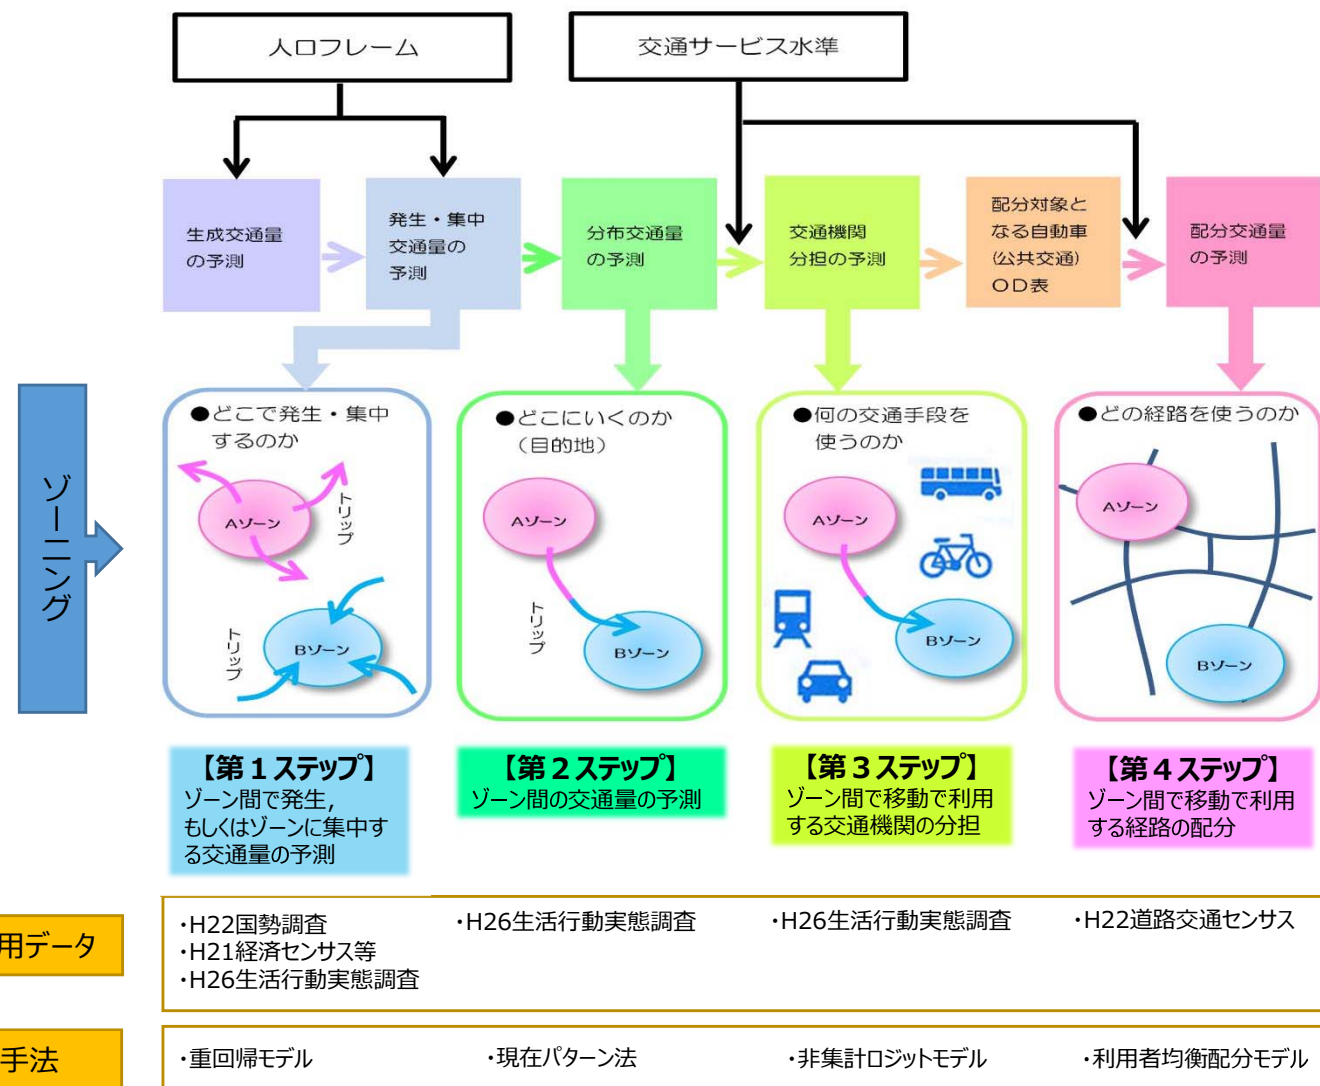 人口フレーム
交通サービス水準
生成交通量
の予測
発生・集中
交通量の
予測
分布交通量
の予測
交通機関
分担の予測
配分対象と
なる自動車
(公共交通)
OD表
配分交通量
の予測
ゾーニング
●どこで発生・集中
するのか
Aゾーン
トリップ
トリップ
Bゾーン
●どこにいくのか
(目的地)
Aゾーン
トリップ
Bゾーン
●何の交通手段を
使うのか
Aゾーン
Bゾーン
●どの経路を使うのか
Aゾーン
Bゾーン
【第1ステップ】
ゾーン間で発生,
もしくはゾーンに集中す
る交通量の予測
【第2ステップ】
ゾーン間の交通量の予測
【第3ステップ】
ゾーン間で移動で利用
する交通機関の分担
【第4ステップ】
ゾーン間で移動で利用
する経路の配分
用データ
・H22国勢調査
・H21経済センサス等
・H26生活行動実態調査
・H26生活行動実態調査
・H26生活行動実態調査
・H22道路交通センサス
手法
・重回帰モデル
・現在パターン法
・非集計ロジットモデル
・利用者均衡配分モデル